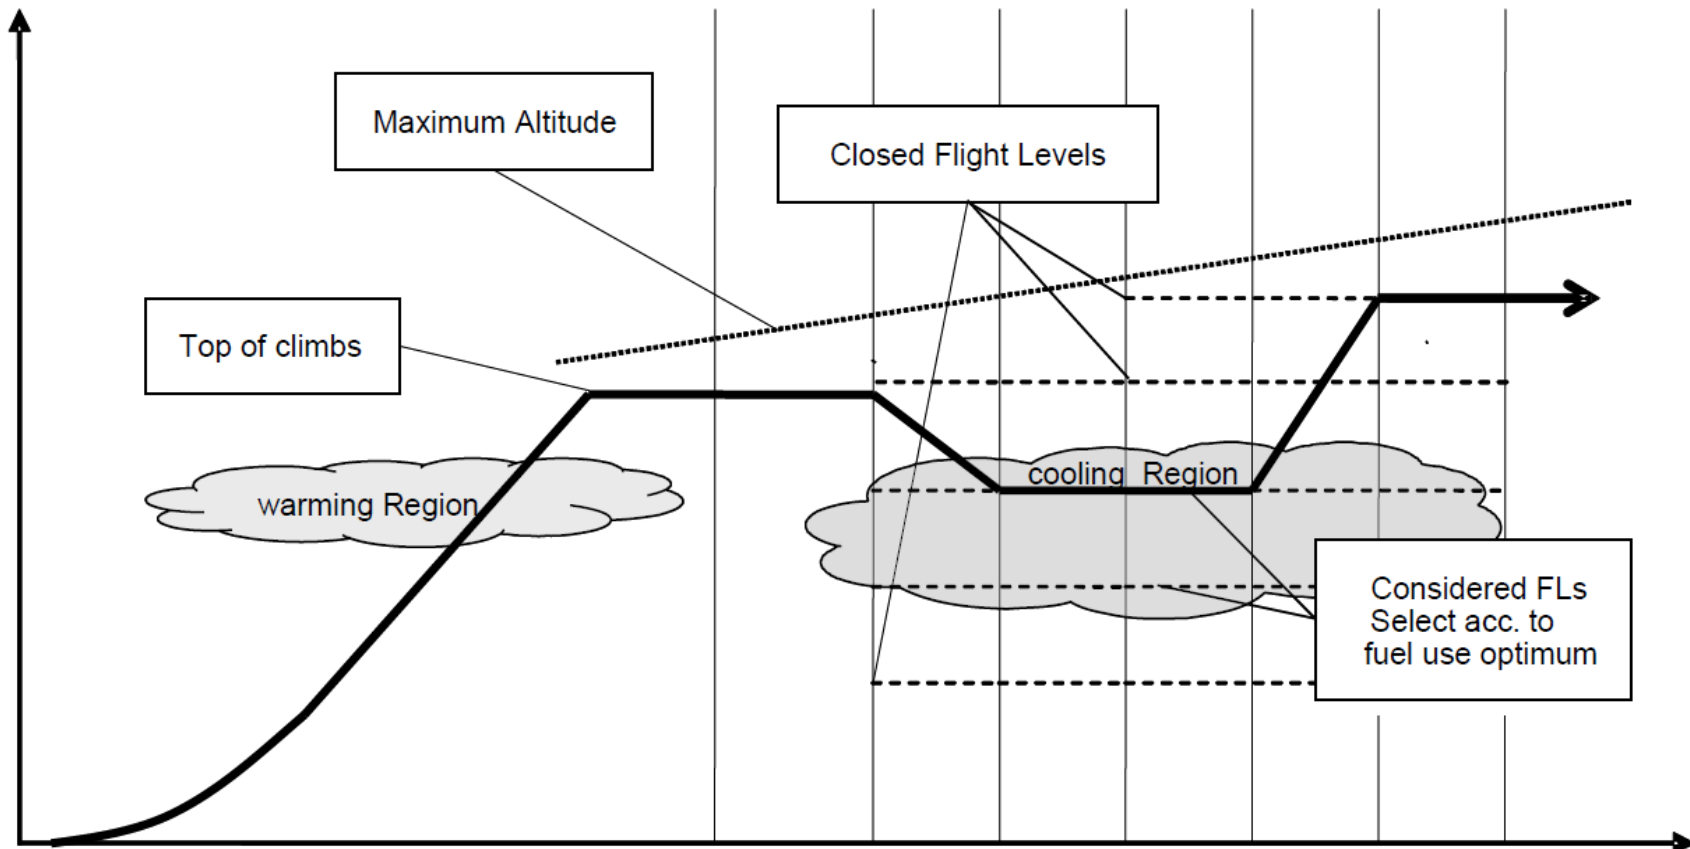 Maximum Altitude
Closed Flight Levels
Top of climbs
warming Region
cooling Region
Considered FLs
Select acc. to
fuel use optimum